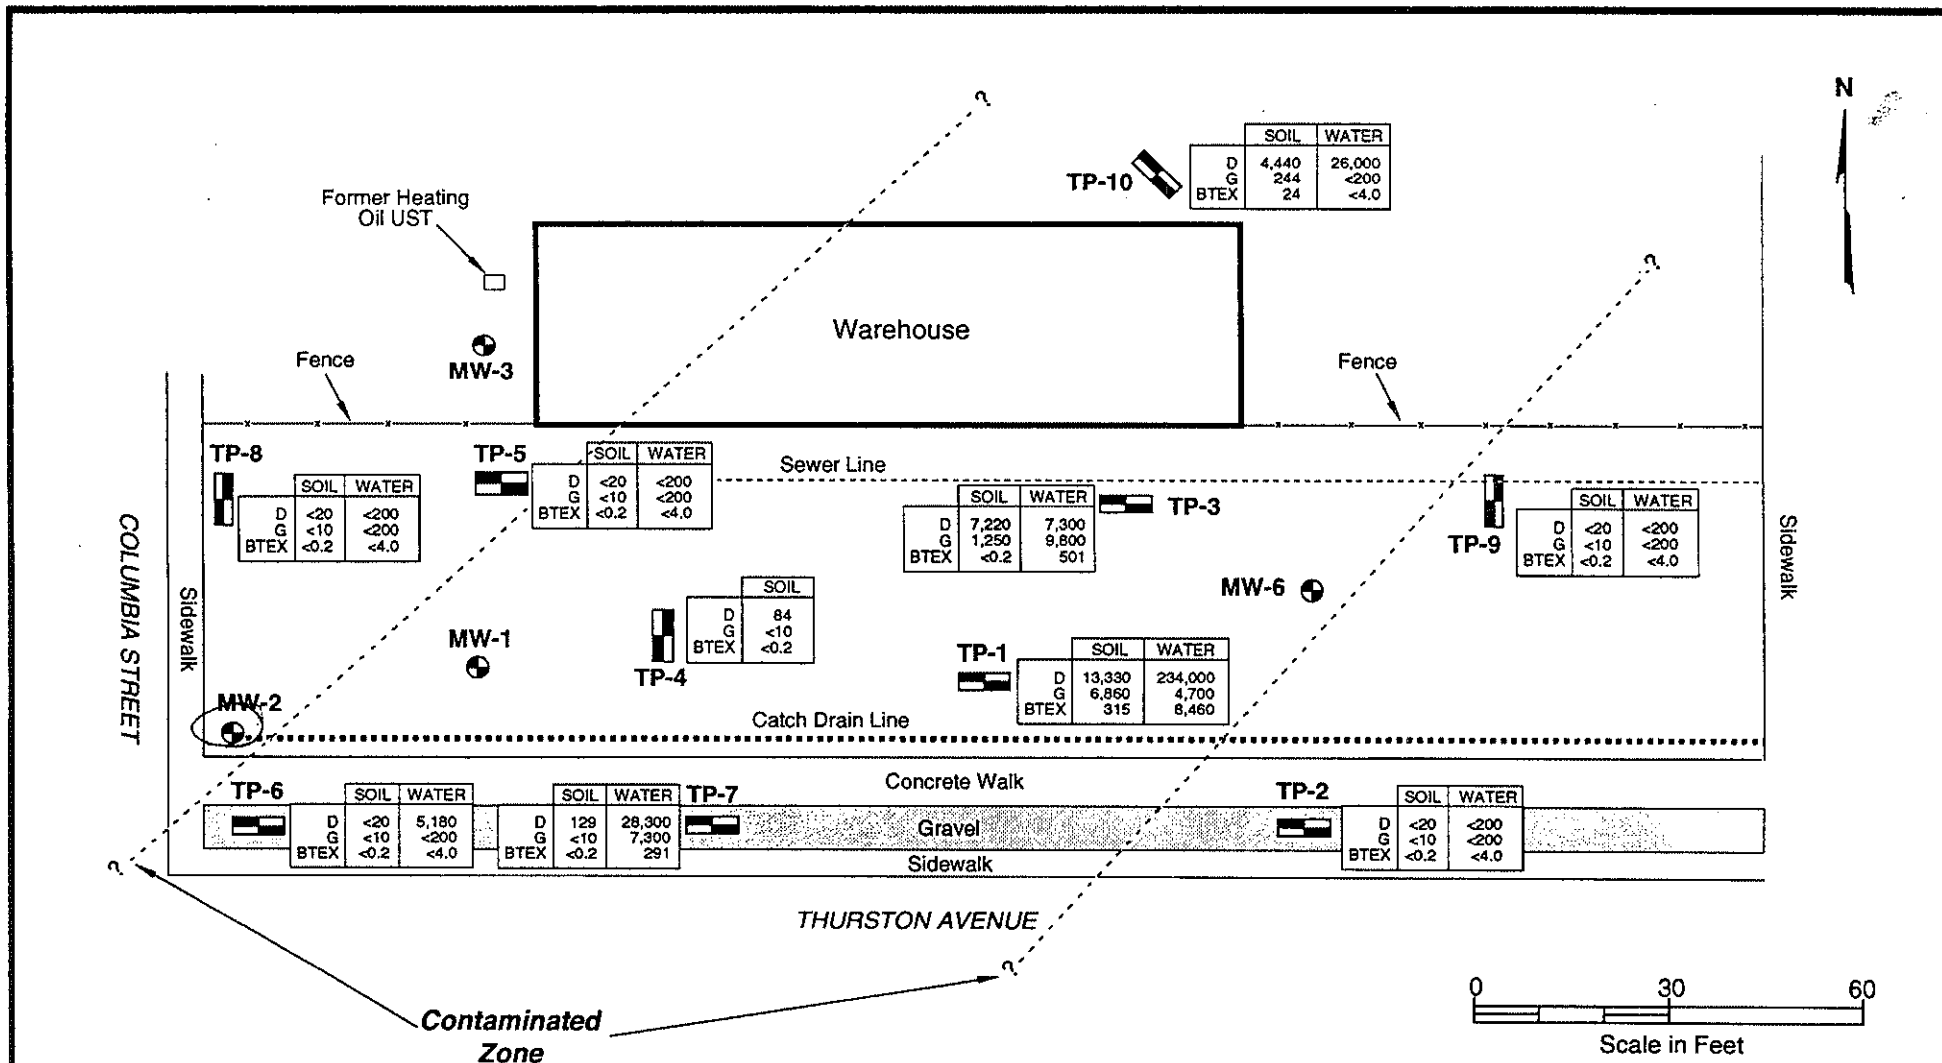 N
SOIL WATER
TP-10
D 4,440 26,000
G 244 <200
BTEX 24 <4.0
Former Heating
Oil UST
Warehouse
MW-3
Fence
Fence
TP-8
SOIL WATER
D <20 <200
G <10 <200
BTEX <0.2 <4.0
TP-5
SOIL WATER
D <20 <200
G <10 <200
BTEX <0.2 <4.0
Sewer Line
SOIL WATER
D 7,220 7,300
G 1,250 9,800
BTEX <0.2 501
TP-3
TP-9
SOIL WATER
D <20 <200
G <10 <200
BTEX <0.2 <4.0
COLUMBIA STREET
Sidewalk
Sidewalk
MW-6
MW-1
TP-4
SOIL
D 84
G <10
BTEX <0.2
TP-1
SOIL WATER
D 13,330 234,000
G 6,860 4,700
BTEX 315 8,460
MW-2
Catch Drain Line
Concrete Walk
TP-6
SOIL WATER
D <20 5,180
G <10 <200
BTEX <0.2 <4.0
SOIL WATER
D 129 28,300
G <10 7,300
BTEX <0.2 291
TP-7
Gravel
TP-2
SOIL WATER
D <20 <200
G <10 <200
BTEX <0.2 <4.0
Sidewalk
THURSTON AVENUE
?
?
?
?
Contaminated
Zone
0 30 60
Scale in Feet